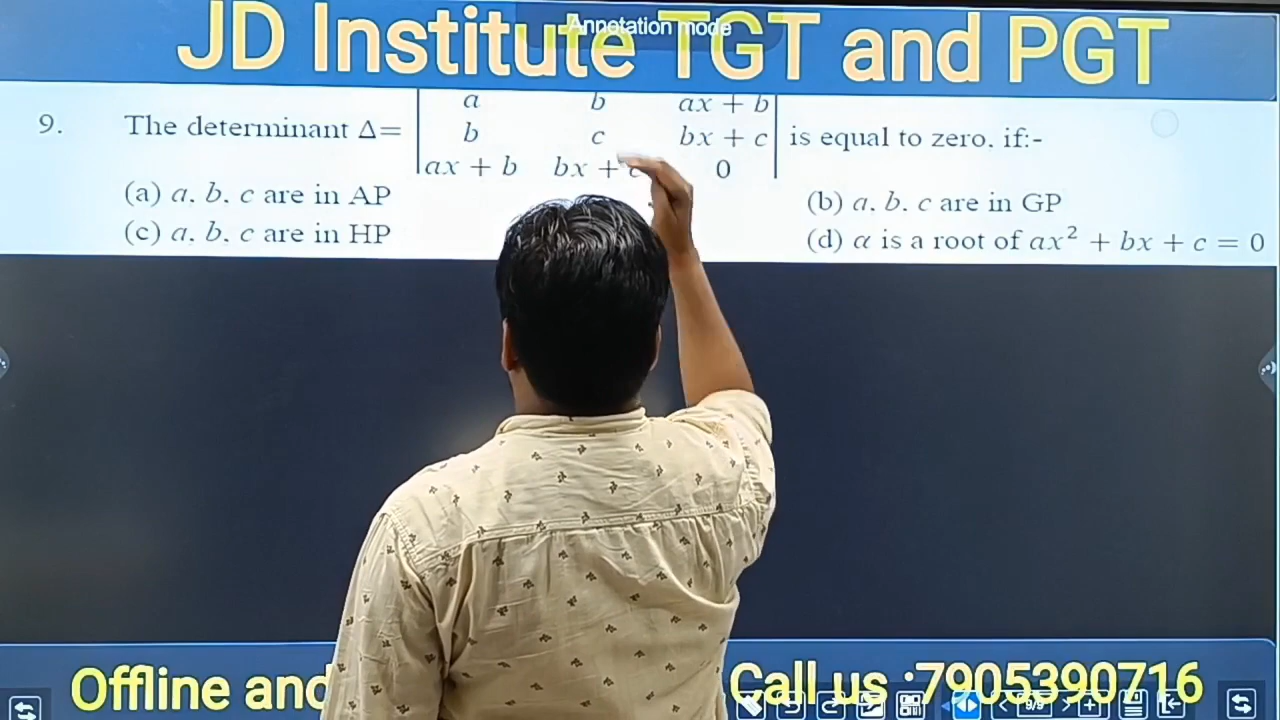 Annotation mode
JD Institute TGT and PGT
9. The determinant Δ= | a b ax + b |
| b c bx + c | is equal to zero. if:-
| ax + b bx + c 0 |
(a) a. b. c are in AP
(b) a. b. c are in GP
(c) a. b. c are in HP
(d) α is a root of ax² + bx + c = 0
Offline and
Call us :7905390716
9/9